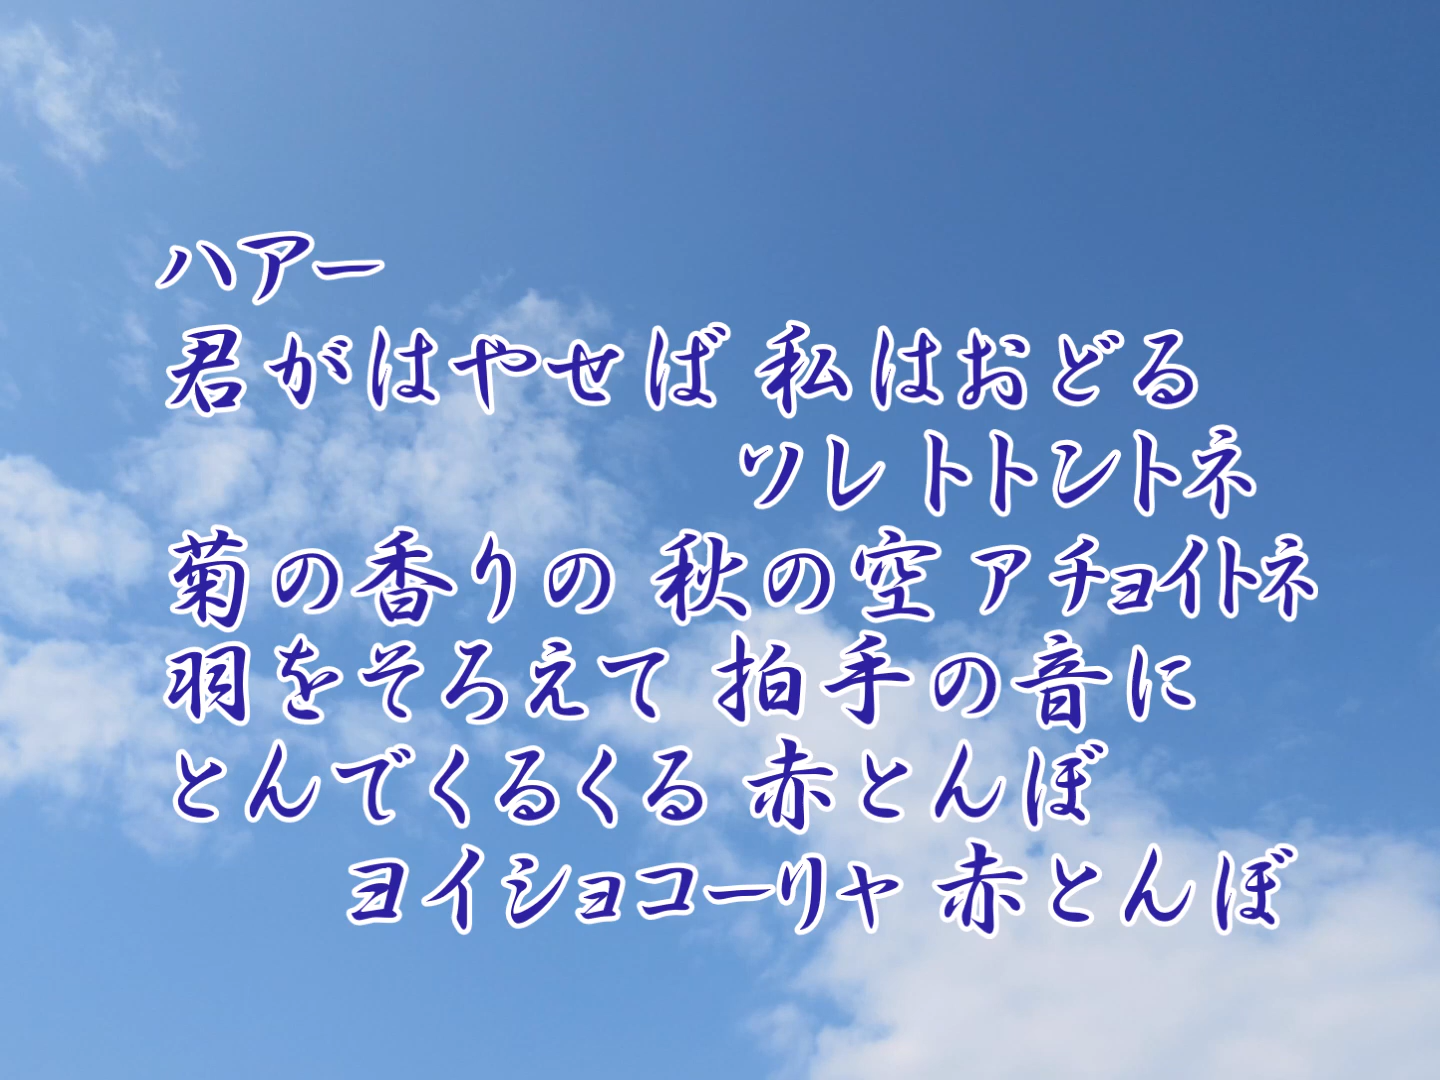 ハアー
君がはやせば 私はおどる
ソレ トトントネ
菊の香りの 秋の空 ア チョイトネ
羽をそろえて 拍手の音に
とんでくるくる 赤とんぼ
ヨイショコーリャ 赤とんぼ